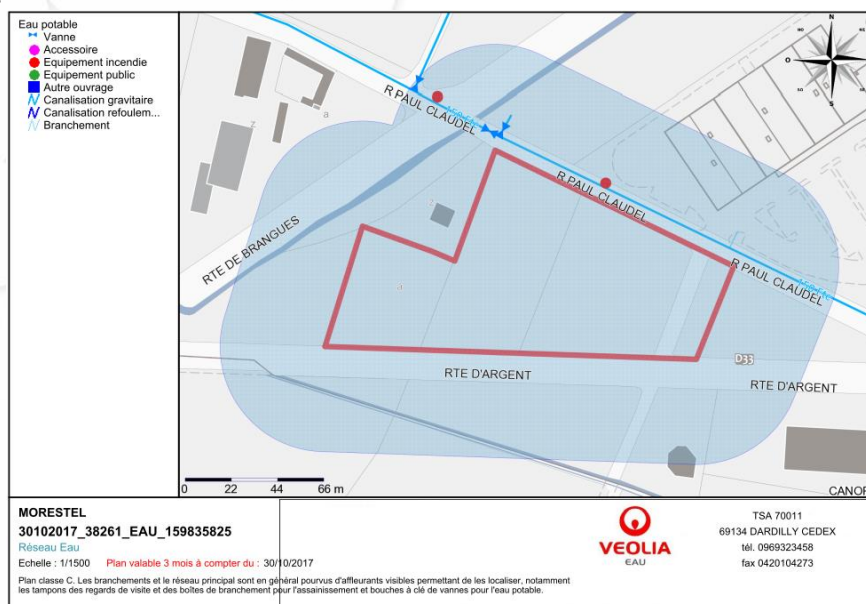 Eau potable
Vanne
Accessoire
Equipement incendie
Equipement public
Autre ouvrage
Canalisation gravitaire
Canalisation refoulem...
Branchement
N
O
S
R PAUL CLAUDEL
R PAUL CLAUDEL
R PAUL CLAUDEL
RTE DE BRANGUES
D33
RTE D'ARGENT
RTE D'ARGENT
CANOP
0 22 44 66 m
MORESTEL
30102017_38261_EAU_159835825
Réseau Eau
Echelle : 1/1500 Plan valable 3 mois à compter du : 30/10/2017
Plan classe C. Les branchements et le réseau principal sont en général pourvus d'affleurants visibles permettant de les localiser, notamment
les tampons des regards de visite et des boîtes de branchement pour l'assainissement et bouches à clé de vannes pour l'eau potable.
VEOLIA
EAU
TSA 70011
69134 DARDILLY CEDEX
tél. 0969323458
fax 0420104273